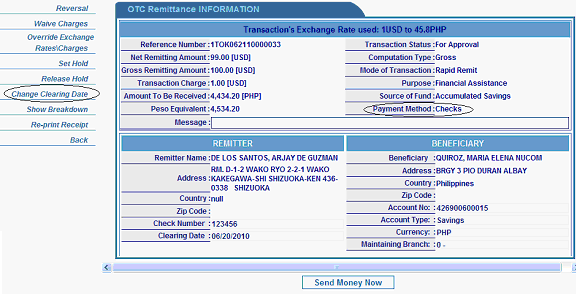 Reversal
Waive Charges
Override Exchange
Rates\Charges
Set Hold
Release Hold
Change Clearing Date
Show Breakdown
Re-print Receipt
Back
OTC Remittance INFORMATION
Transaction's Exchange Rate used: 1USD to 45.8PHP
Reference Number :1TOK062110000033 Transaction Status :For Approval
Net Remitting Amount :99.00 [USD] Computation Type :Gross
Gross Remitting Amount :100.00 [USD] Mode of Transaction :Rapid Remit
Transaction Charge :1.00 [USD] Purpose :Financial Assistance
Amount To Be Received :4,434.20 [PHP] Source of Fund :Accumulated Savings
Peso Equivalent :4,534.20 Payment Method :Checks
Message :
REMITTER BENEFICIARY
Remitter Name :DE LOS SANTOS, ARJAY DE GUZMAN
Address :RM. D-1-2 WAKO RYO 2-2-1 WAKO
KAKEGAWA-SHI SHIZUOKA-KEN 436-
0338 SHIZUOKA
Country :null
Zip Code :
Check Number :123456
Clearing Date :06/20/2010
Beneficiary :QUIROZ, MARIA ELENA NUCOM
Address :BRGY 3 PIO DURAN ALBAY
Country :Philippines
Zip Code :
Account No: :426900600015
Account Type: :Savings
Currency: :PHP
Maintaining Branch: :0 -
Send Money Now